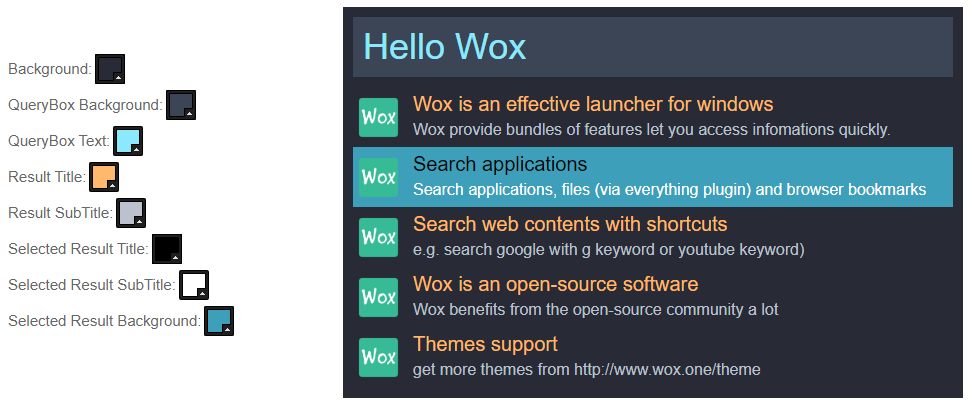 Background:
QueryBox Background:
QueryBox Text:
Result Title:
Result SubTitle:
Selected Result Title:
Selected Result SubTitle:
Selected Result Background:
Hello Wox
Wox
Wox is an effective launcher for windows
Wox provide bundles of features let you access infomations quickly.
Wox
Search applications
Search applications, files (via everything plugin) and browser bookmarks
Wox
Search web contents with shortcuts
e.g. search google with g keyword or youtube keyword)
Wox
Wox is an open-source software
Wox benefits from the open-source community a lot
Wox
Themes support
get more themes from http://www.wox.one/theme